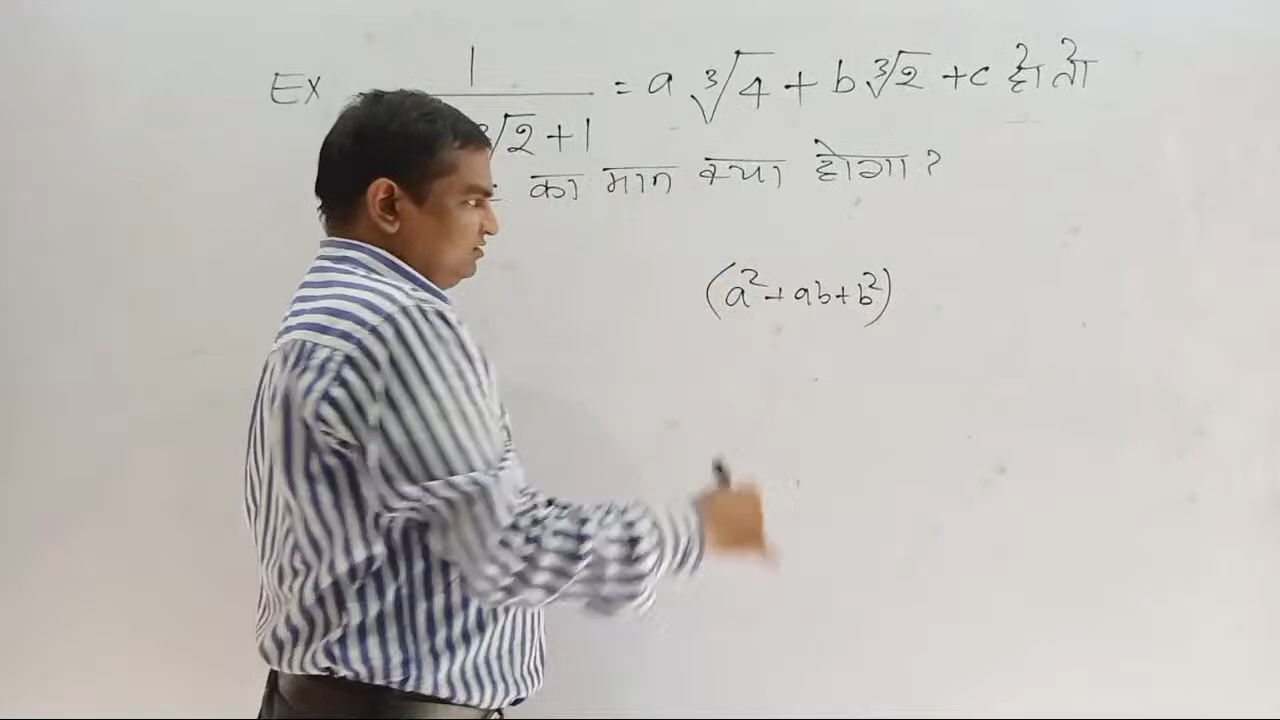 Ex 1/∛2+1 = a ∛4 + b ∛2 + c हो तो
का मान क्या होगा ?
(a²+ab+b²)